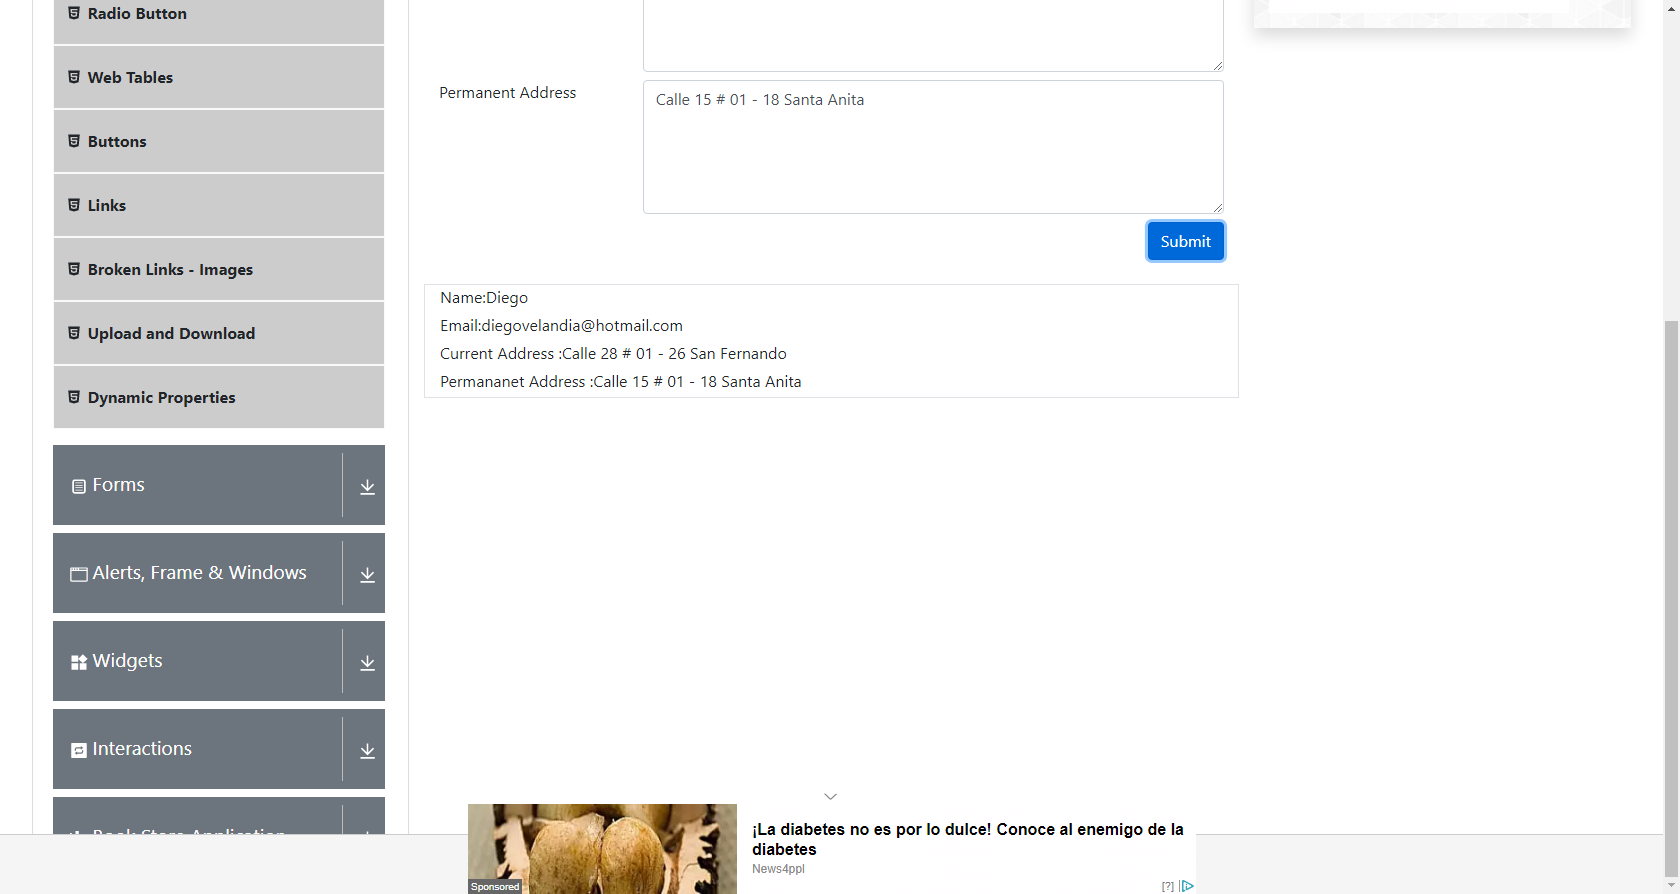 Radio Button
Web Tables
Buttons
Links
Broken Links - Images
Upload and Download
Dynamic Properties
Forms
Alerts, Frame & Windows
Widgets
Interactions
Book Store Application
Permanent Address
Calle 15 # 01 - 18 Santa Anita
Submit
Name:Diego
Email:diegovelandia@hotmail.com
Current Address :Calle 28 # 01 - 26 San Fernando
Permananet Address :Calle 15 # 01 - 18 Santa Anita
Sponsored
¡La diabetes no es por lo dulce! Conoce al enemigo de la
diabetes
News4ppl
[?]